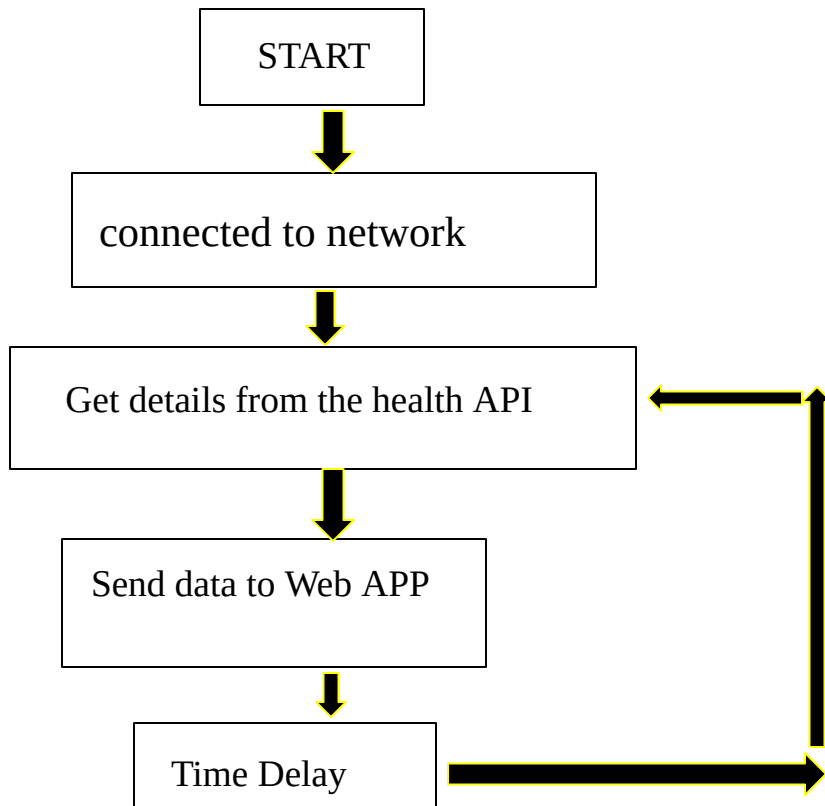 START
connected to network
Get details from the health API
Send data to Web APP
Time Delay